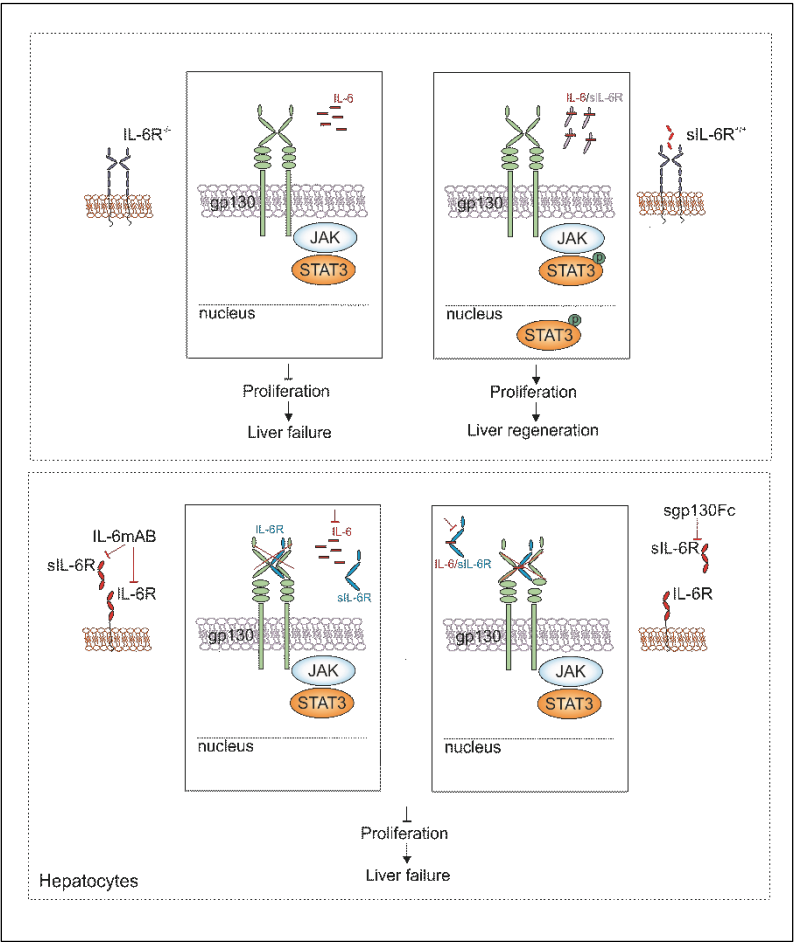 IL-6R-/-
IL-6
gp130
JAK
STAT3
nucleus
Proliferation
Liver failure
IL-6/sIL-6R
sIL-6R+/+
gp130
JAK
STAT3
p
nucleus
STAT3
p
Proliferation
Liver regeneration
IL-6mAB
sIL-6R
IL-6R
IL-6R
IL-6
sIL-6R
gp130
JAK
STAT3
nucleus
IL-6/sIL-6R
gp130
JAK
STAT3
nucleus
sgp130Fc
sIL-6R
IL-6R
Proliferation
Liver failure
Hepatocytes